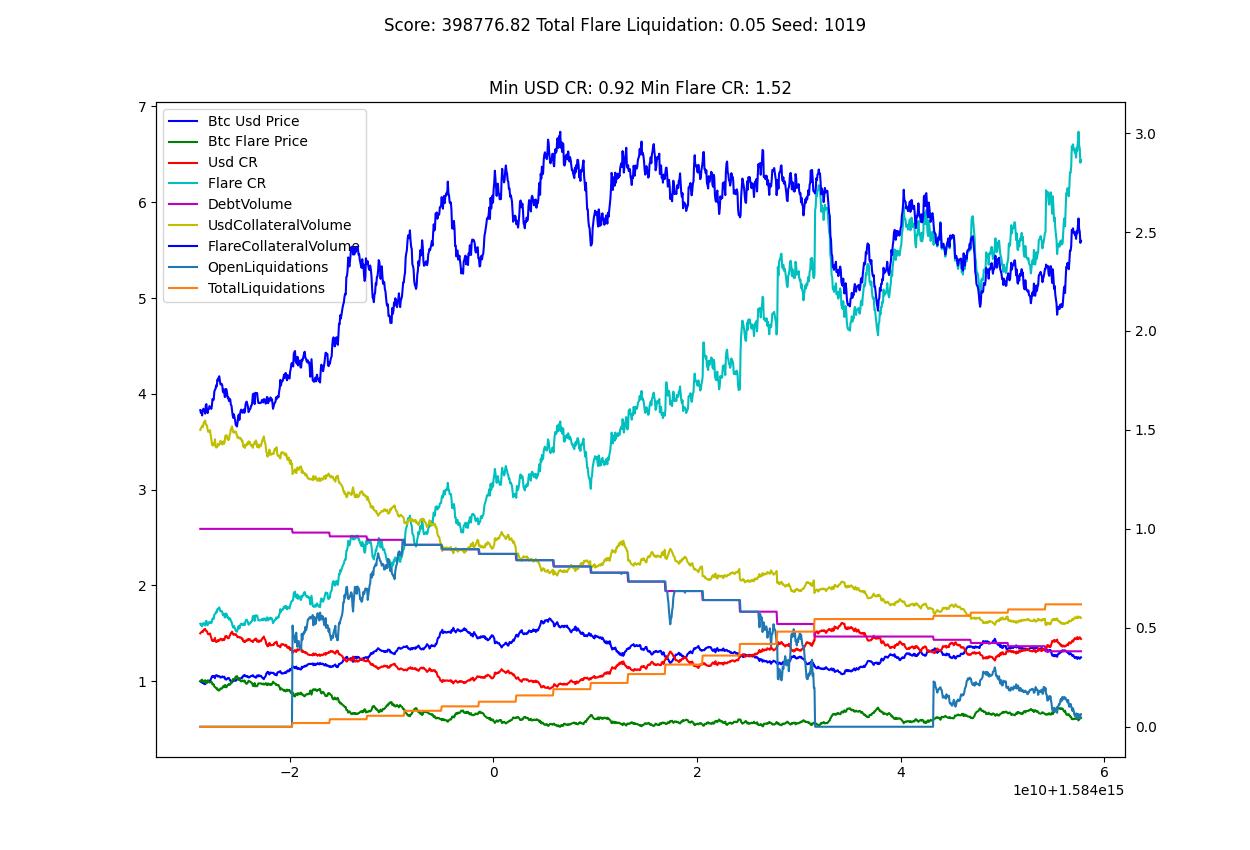 Score: 398776.82 Total Flare Liquidation: 0.05 Seed: 1019
Min USD CR: 0.92 Min Flare CR: 1.52
Btc Usd Price
Btc Flare Price
Usd CR
Flare CR
DebtVolume
UsdCollateralVolume
FlareCollateralVolume
OpenLiquidations
TotalLiquidations
7
6
5
4
3
2
1
3.0
2.5
2.0
1.5
1.0
0.5
0.0
−2 0 2 4 6
1e10+1.584e15